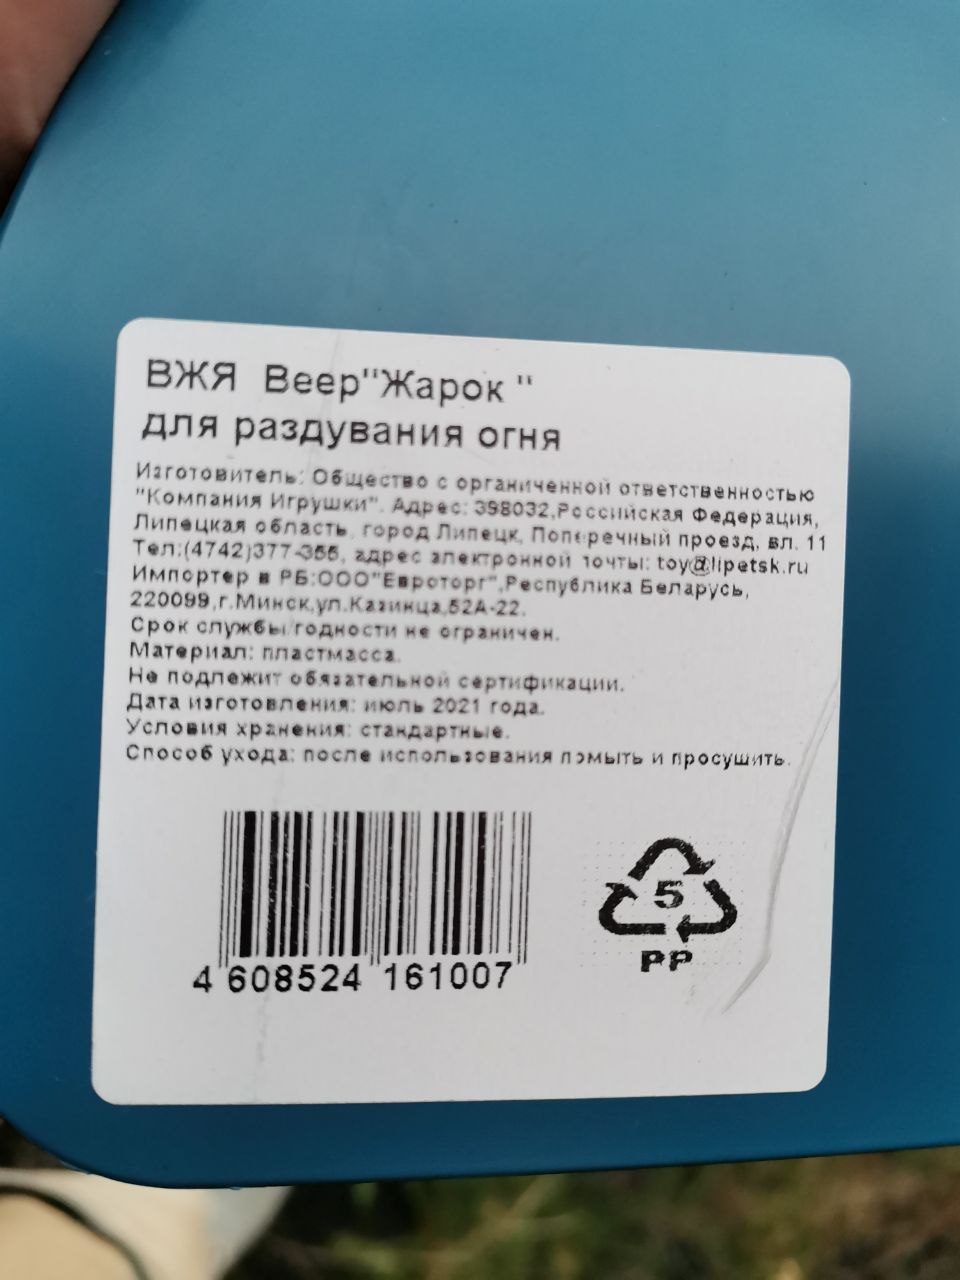 ВЖЯ Веер"Жарок "
для раздувания огня
Изготовитель: Общество с органиченной ответственностью
"Компания Игрушки". Адрес: 398032,Российская Федерация,
Липецкая область, город Липецк, Поперечный проезд, вл. 11
Тел:(4742)377-355, адрес электронной почты: toy@lipetsk.ru
Импортер в РБ:ООО"Евроторг",Республика Беларусь,
220099,г.Минск,ул.Казинца,52А-22.
Срок службы/годности не ограничен.
Материал: пластмасса.
Не подлежит обязательной сертификации.
Дата изготовления: июль 2021 года.
Условия хранения: стандартные.
Способ ухода: после использования помыть и просушить.
4 608524 161007
5
PP